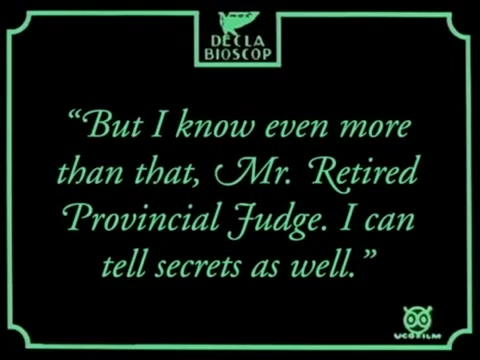 DECLA
BIOSCOP
“But I know even more
than that, Mr. Retired
Provincial Judge. I can
tell secrets as well.”
UCOFILM